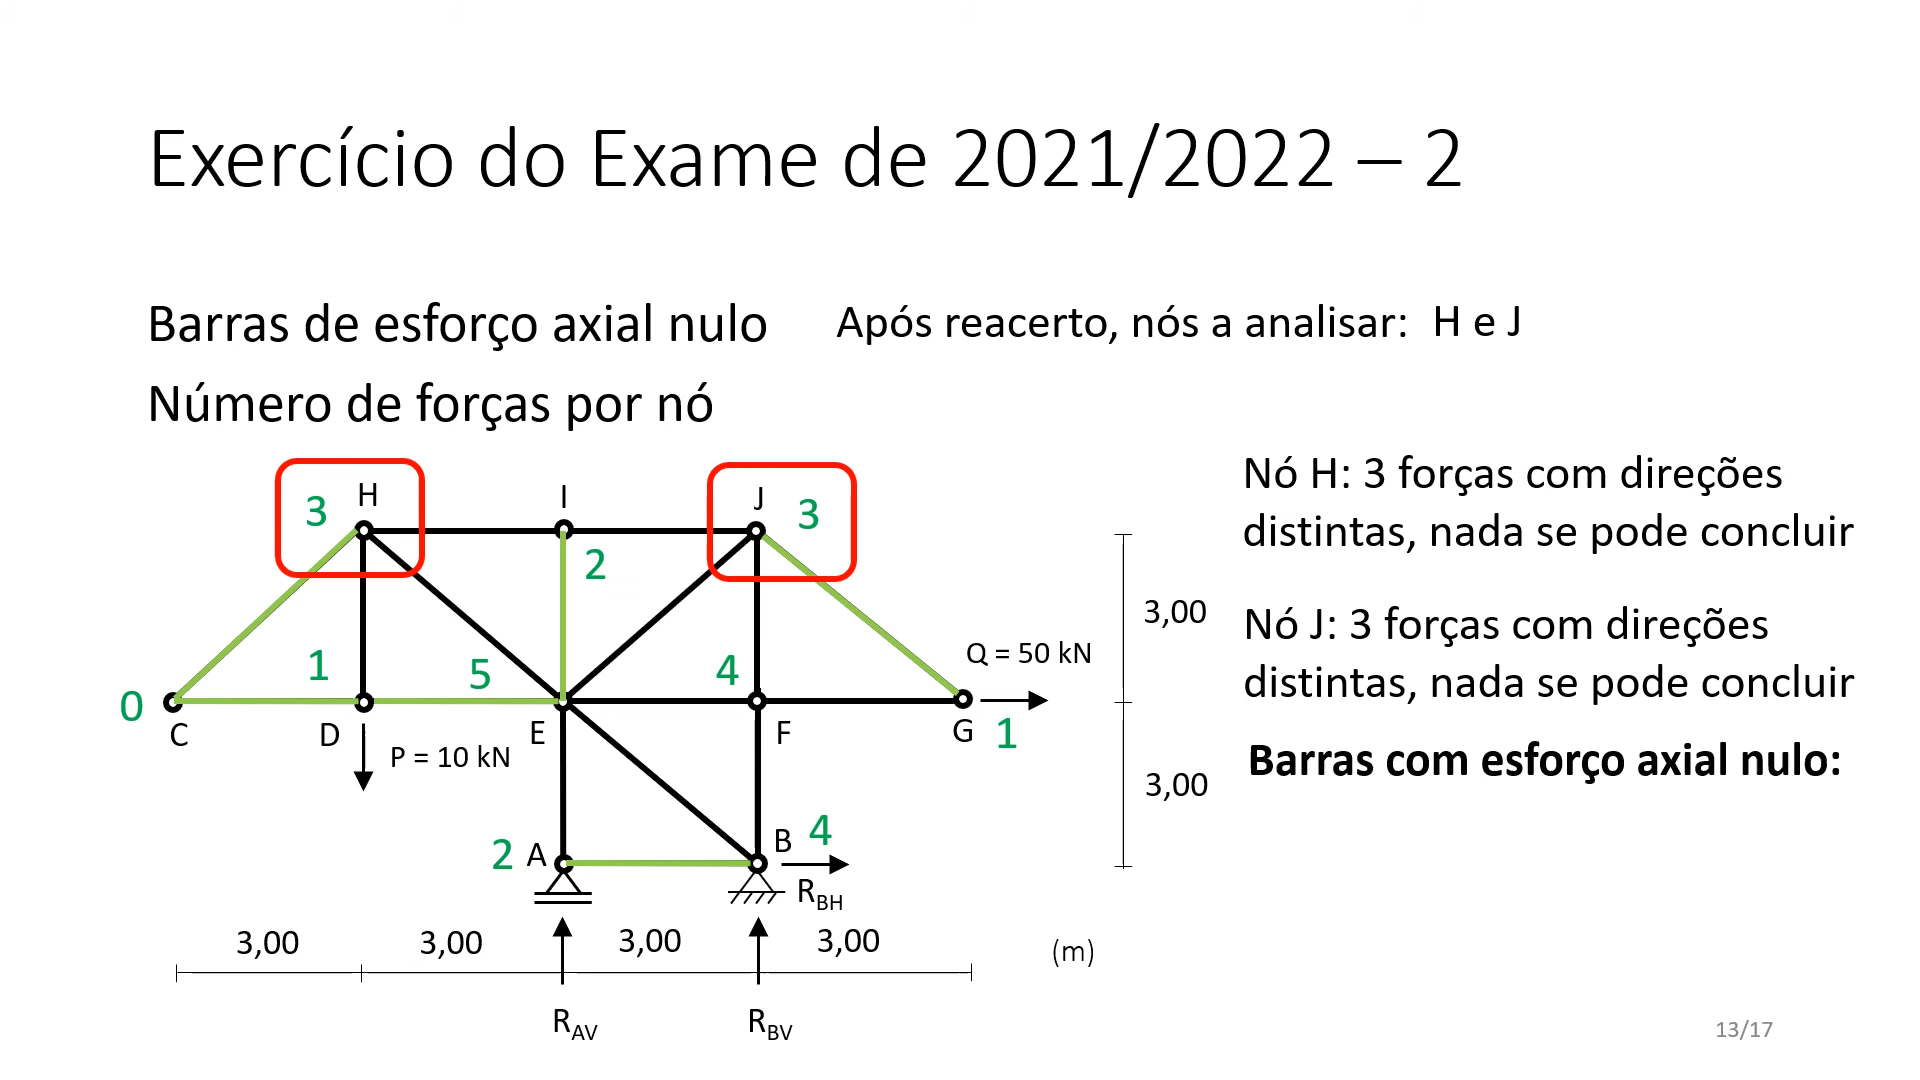 Exercício do Exame de 2021/2022 – 2
Barras de esforço axial nulo
Após reacerto, nós a analisar: H e J
Número de forças por nó
Nó H: 3 forças com direções
distintas, nada se pode concluir
Nó J: 3 forças com direções
distintas, nada se pode concluir
Barras com esforço axial nulo:
3 H
I
J 3
2
3,00
Q = 50 kN
1
5
4
0
C
D
P = 10 kN
E
F
G 1
3,00
2 A
B 4
R_BH
3,00
3,00
3,00
3,00
(m)
R_AV
R_BV
13/17